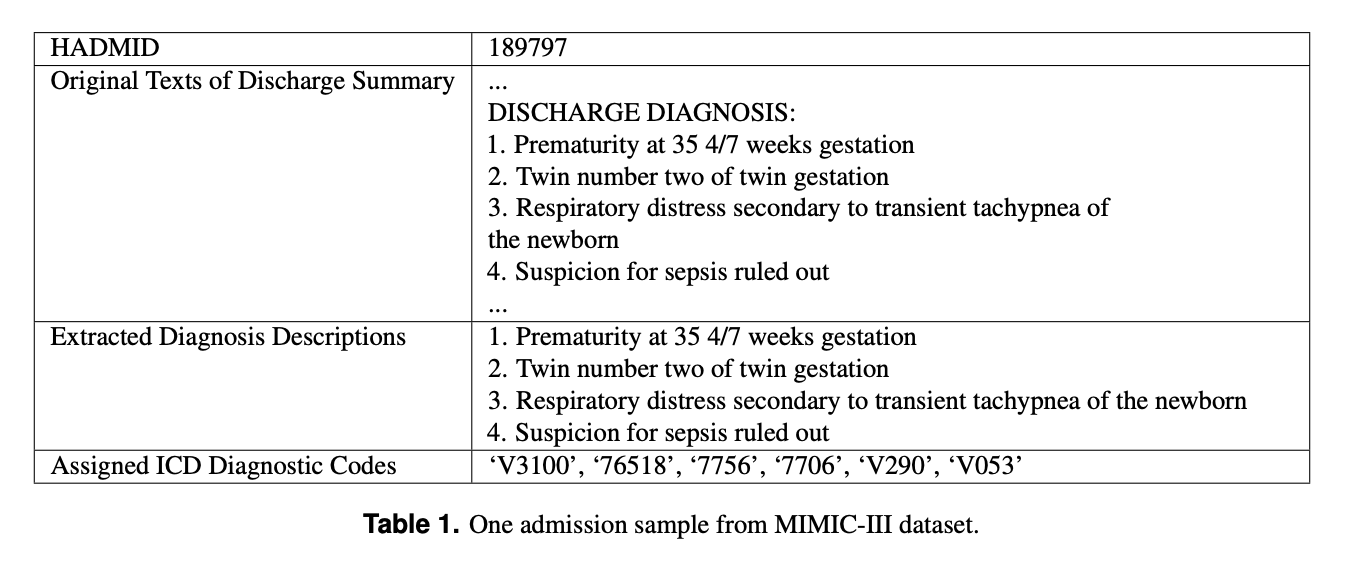 HADMID
189797
Original Texts of Discharge Summary
...
DISCHARGE DIAGNOSIS:
1. Prematurity at 35 4/7 weeks gestation
2. Twin number two of twin gestation
3. Respiratory distress secondary to transient tachypnea of
the newborn
4. Suspicion for sepsis ruled out
...
Extracted Diagnosis Descriptions
1. Prematurity at 35 4/7 weeks gestation
2. Twin number two of twin gestation
3. Respiratory distress secondary to transient tachypnea of the newborn
4. Suspicion for sepsis ruled out
Assigned ICD Diagnostic Codes
‘V3100’, ‘76518’, ‘7756’, ‘7706’, ‘V290’, ‘V053’
Table 1. One admission sample from MIMIC-III dataset.